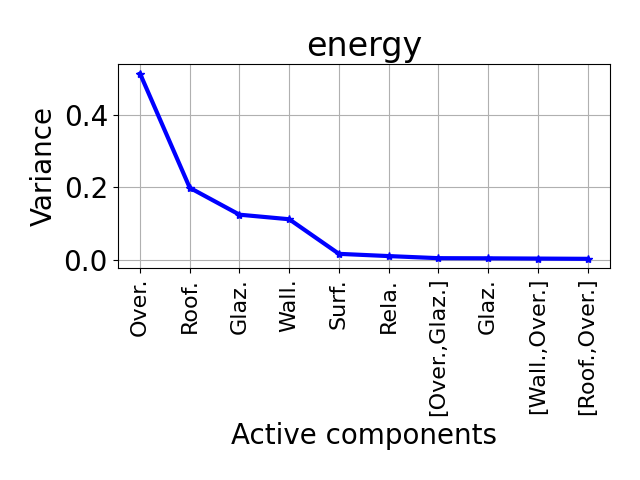 energy
Variance
0.4
0.2
0.0
Over.
Roof.
Glaz.
Wall.
Surf.
Rela.
[Over.,Glaz.]
Glaz.
[Wall.,Over.]
[Roof.,Over.]
Active components